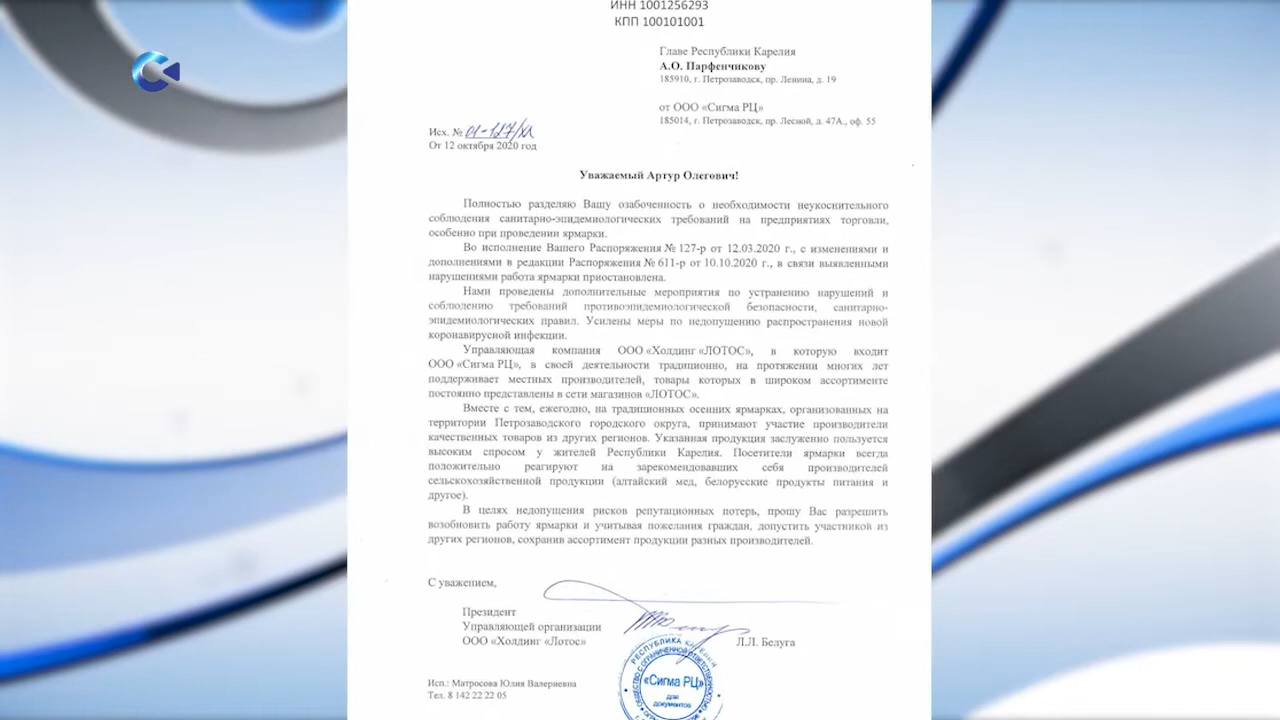 ИНН 1001256293
КПП 100101001
Главе Республики Карелия
А.О. Парфенчикову
185910, г. Петрозаводск, пр. Ленина, д. 19
от ООО «Сигма РЦ»
185014, г. Петрозаводск, пр. Лесной, д. 47А., оф. 55
Исх. № 01-127/ХЛ
От 12 октября 2020 год
Уважаемый Артур Олегович!
Полностью разделяю Вашу озабоченность о необходимости неукоснительного
соблюдения санитарно-эпидемиологических требований на предприятиях торговли,
особенно при проведении ярмарки.
Во исполнение Вашего Распоряжения № 127-р от 12.03.2020 г., с изменениями и
дополнениями в редакции Распоряжения № 611-р от 10.10.2020 г., в связи выявленными
нарушениями работа ярмарки приостановлена.
Нами проведены дополнительные мероприятия по устранению нарушений и
соблюдению требований противоэпидемиологической безопасности, санитарно-
эпидемиологических правил. Усилены меры по недопущению распространения новой
коронавирусной инфекции.
Управляющая компания ООО «Холдинг «ЛОТОС», в которую входит
ООО «Сигма РЦ», в своей деятельности традиционно, на протяжении многих лет
поддерживает местных производителей, товары которых в широком ассортименте
постоянно представлены в сети магазинов «ЛОТОС».
Вместе с тем, ежегодно, на традиционных осенних ярмарках, организованных на
территории Петрозаводского городского округа, принимают участие производители
качественных товаров из других регионов. Указанная продукция заслуженно пользуется
высоким спросом у жителей Республики Карелия. Посетители ярмарки всегда
положительно реагируют на зарекомендовавших себя производителей
сельскохозяйственной продукции (алтайский мед, белорусские продукты питания и
другое).
В целях недопущения рисков репутационных потерь, прошу Вас разрешить
возобновить работу ярмарки и учитывая пожелания граждан, допустить участников из
других регионов, сохранив ассортимент продукции разных производителей.
С уважением,
Президент
Управляющей организации
ООО «Холдинг «Лотос»
Л.Л. Белуга
РЕСПУБЛИКА КАРЕЛИЯ
ОБЩЕСТВО С ОГРАНИЧЕННОЙ ОТВЕТСТВЕННОСТЬЮ
«Сигма РЦ»
для
документов
Исп.: Матросова Юлия Валериевна
Тел. 8 142 22 22 05